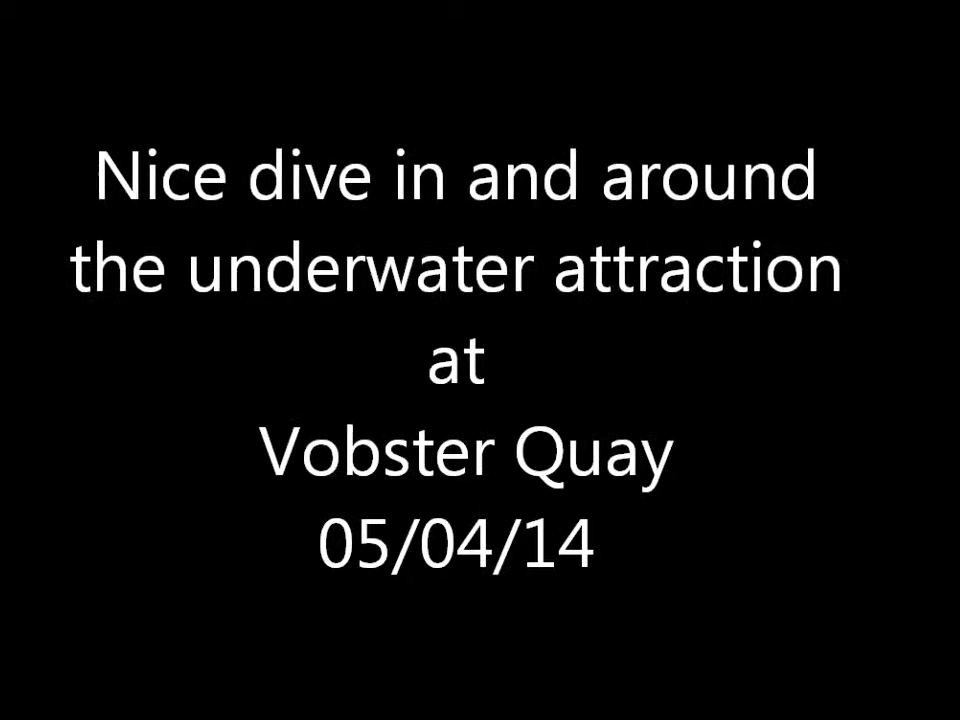 Nice dive in and around
the underwater attraction
at
Vobster Quay
05/04/14